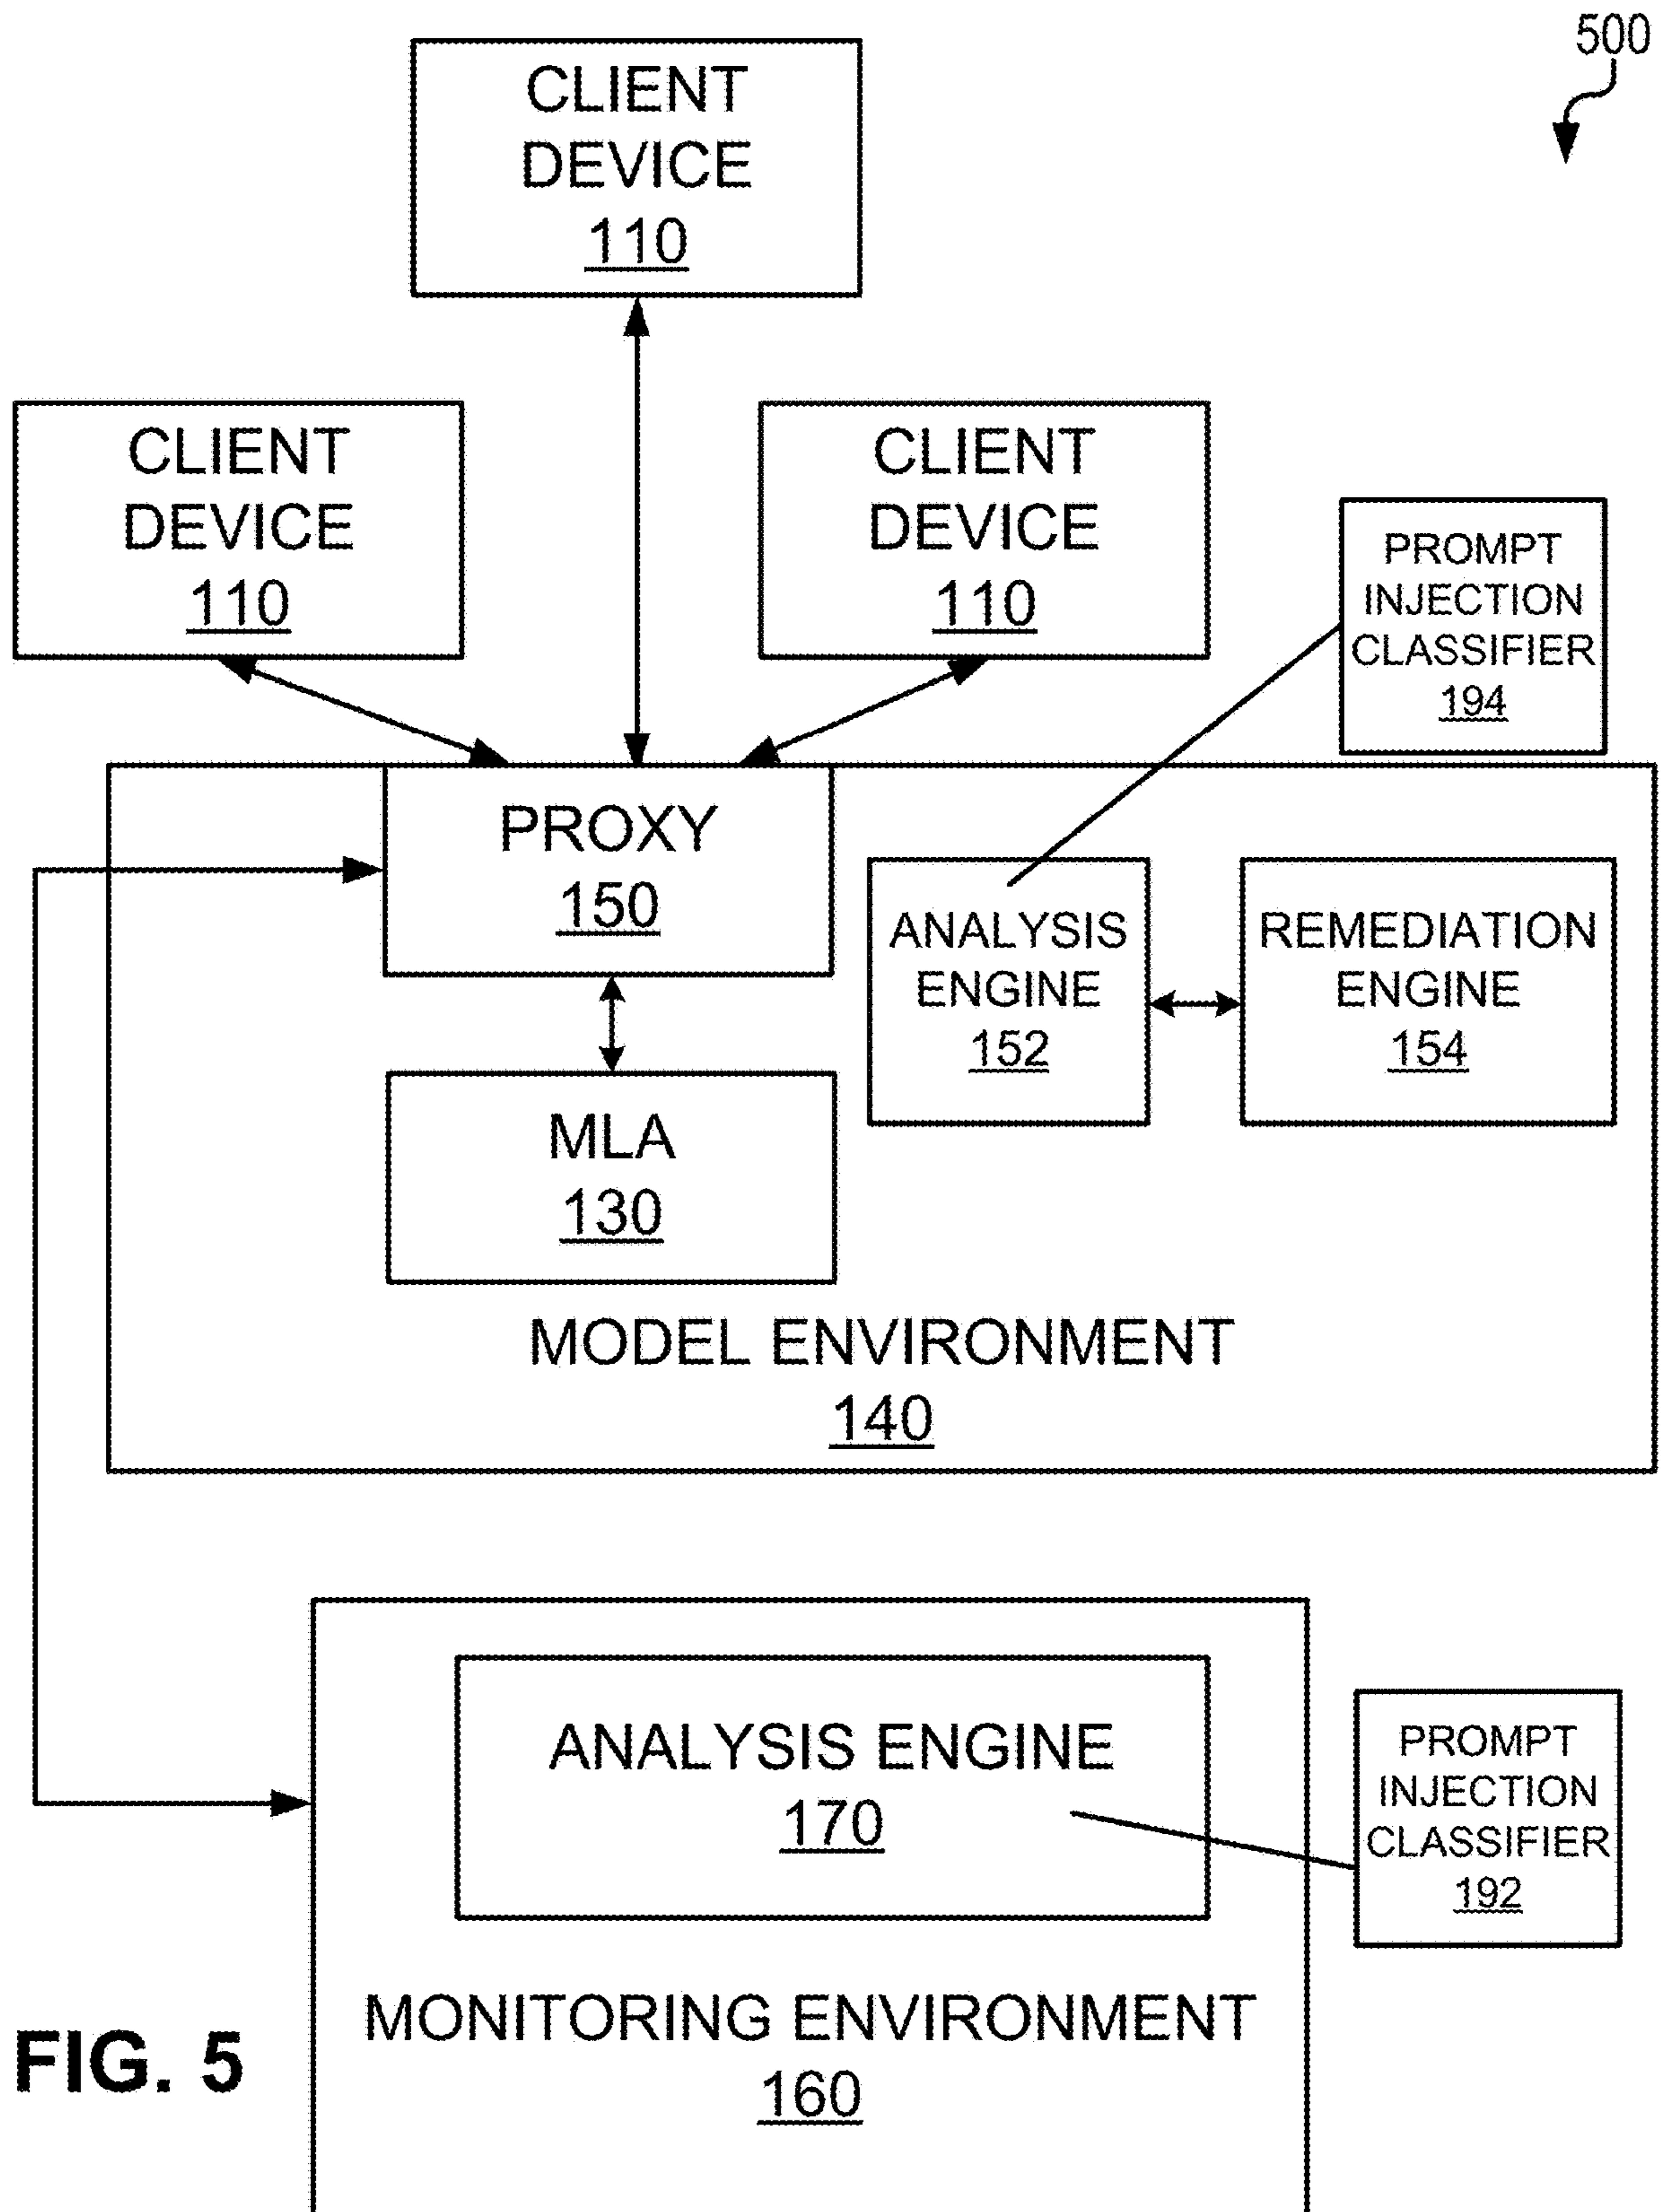 500
CLIENT
DEVICE
110
CLIENT
DEVICE
110
CLIENT
DEVICE
110
PROMPT
INJECTION
CLASSIFIER
194
PROXY
150
ANALYSIS
ENGINE
152
REMEDIATION
ENGINE
154
MLA
130
MODEL ENVIRONMENT
140
ANALYSIS ENGINE
170
PROMPT
INJECTION
CLASSIFIER
192
MONITORING ENVIRONMENT
160
FIG. 5